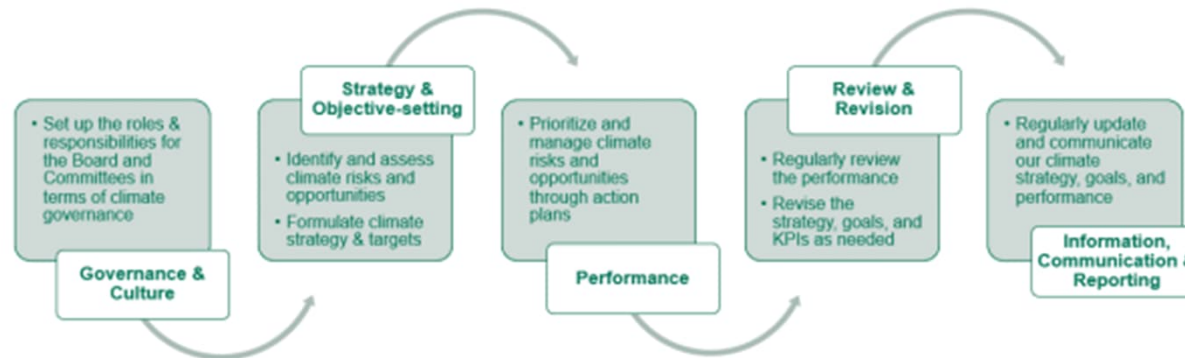 • Set up the roles &
responsibilities for
the Board and
Committees in
terms of climate
governance
Governance &
Culture
Strategy &
Objective-setting
• Identify and assess
climate risks and
opportunities
• Formulate climate
strategy & targets
• Prioritize and
manage climate
risks and
opportunities
through action
plans
Performance
Review &
Revision
• Regularly review
the performance
• Revise the
strategy, goals, and
KPIs as needed
• Regularly update
and communicate
our climate
strategy, goals, and
performance
Information,
Communication &
Reporting